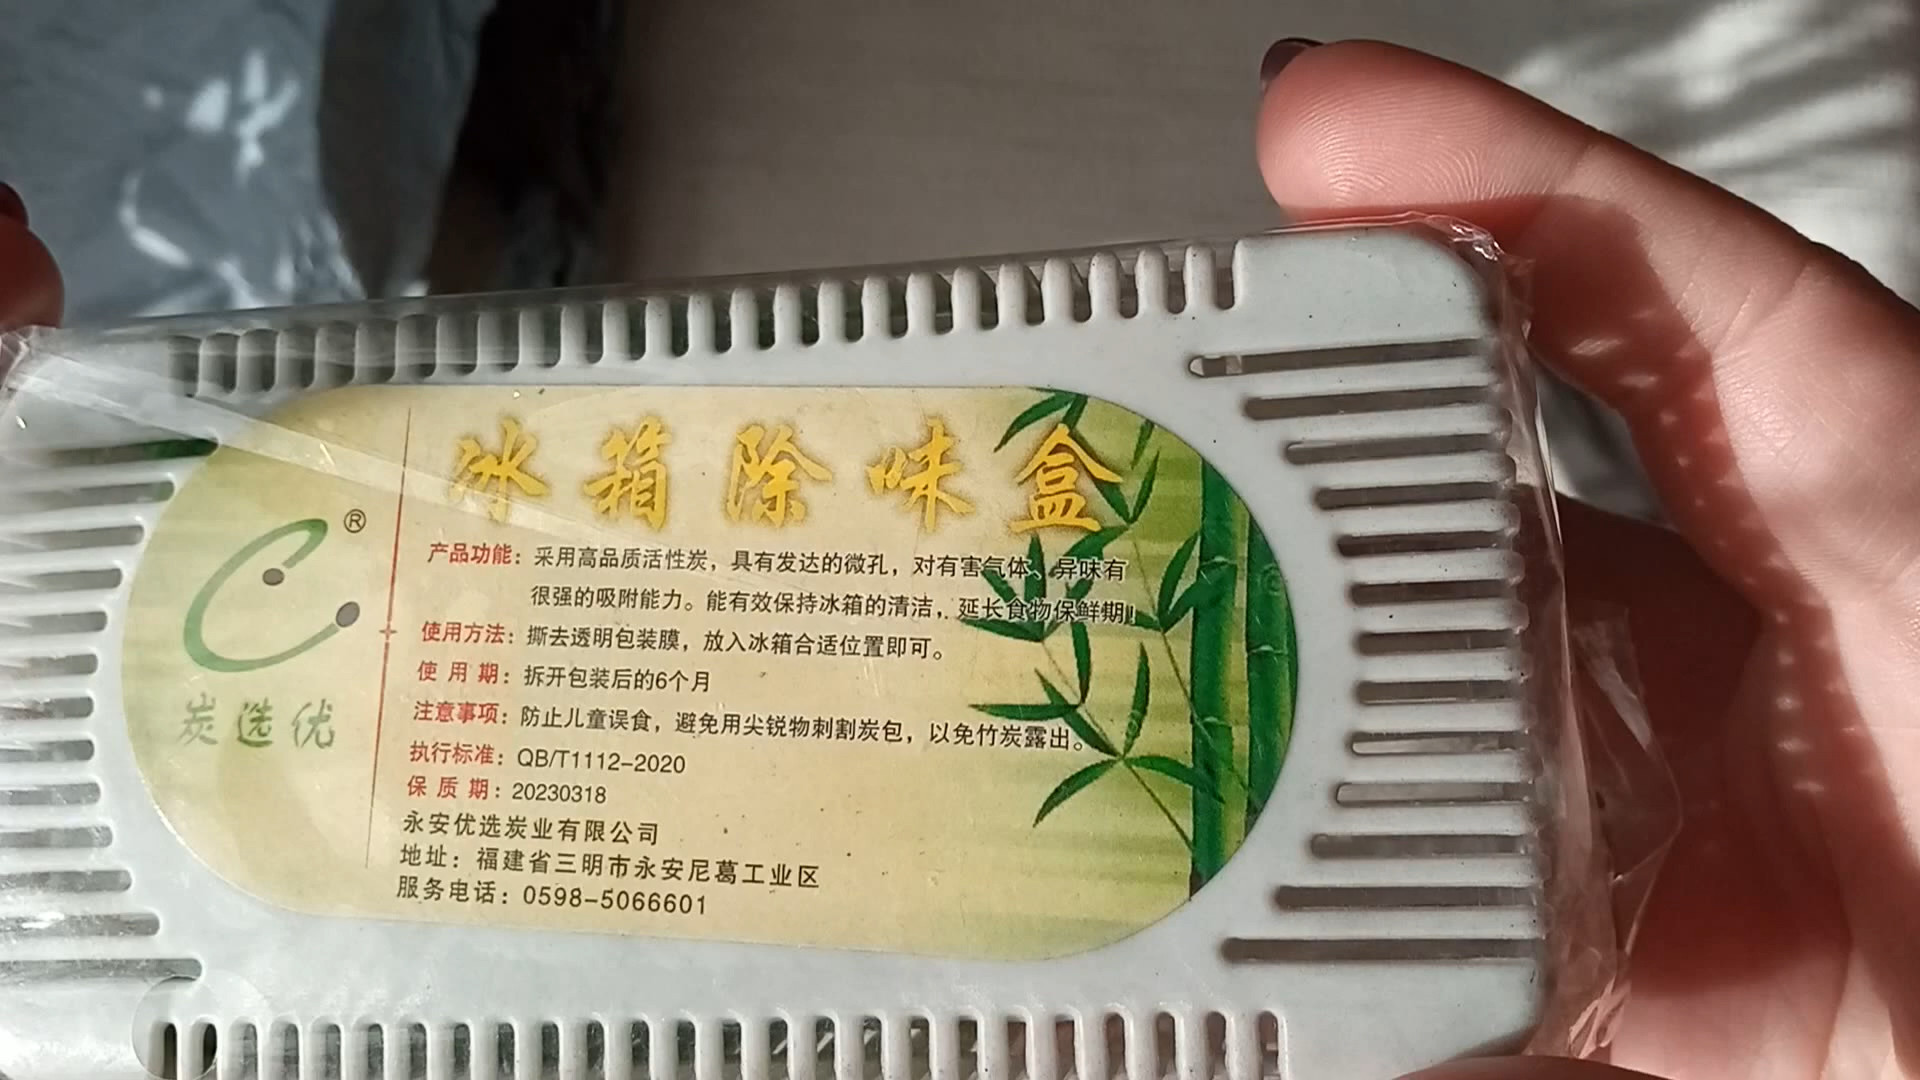 冰箱除味盒
®
炭选优
产品功能：采用高品质活性炭，具有发达的微孔，对有害气体、异味有
很强的吸附能力。能有效保持冰箱的清洁，延长食物保鲜期！
使用方法：撕去透明包装膜，放入冰箱合适位置即可。
使 用 期：拆开包装后的6个月
注意事项：防止儿童误食，避免用尖锐物刺割炭包，以免竹炭露出。
执行标准：QB/T1112-2020
保 质 期：20230318
永安优选炭业有限公司
地址：福建省三明市永安尼葛工业区
服务电话：0598-5066601